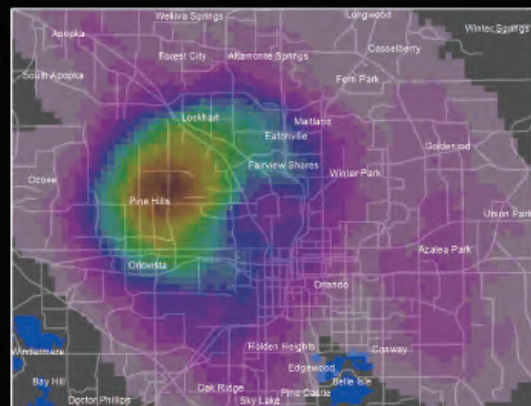 Wekiva Springs
Longwood
Apopka
Winter Springs
Forest City
Altamonte Springs
Casselberry
South Apopka
Fern Park
Lockhart
Maitland
Eatonville
Goldenrod
Fairview Shores
Ocoee
Winter Park
Pine Hills
Union Park
Azalea Park
Orlovista
Orlando
Holden Heights
Conway
Windermere
Edgewood
Bay Hill
Oak Ridge
Belle Isle
Pine Castle
Doctor Phillips
Sky Lake